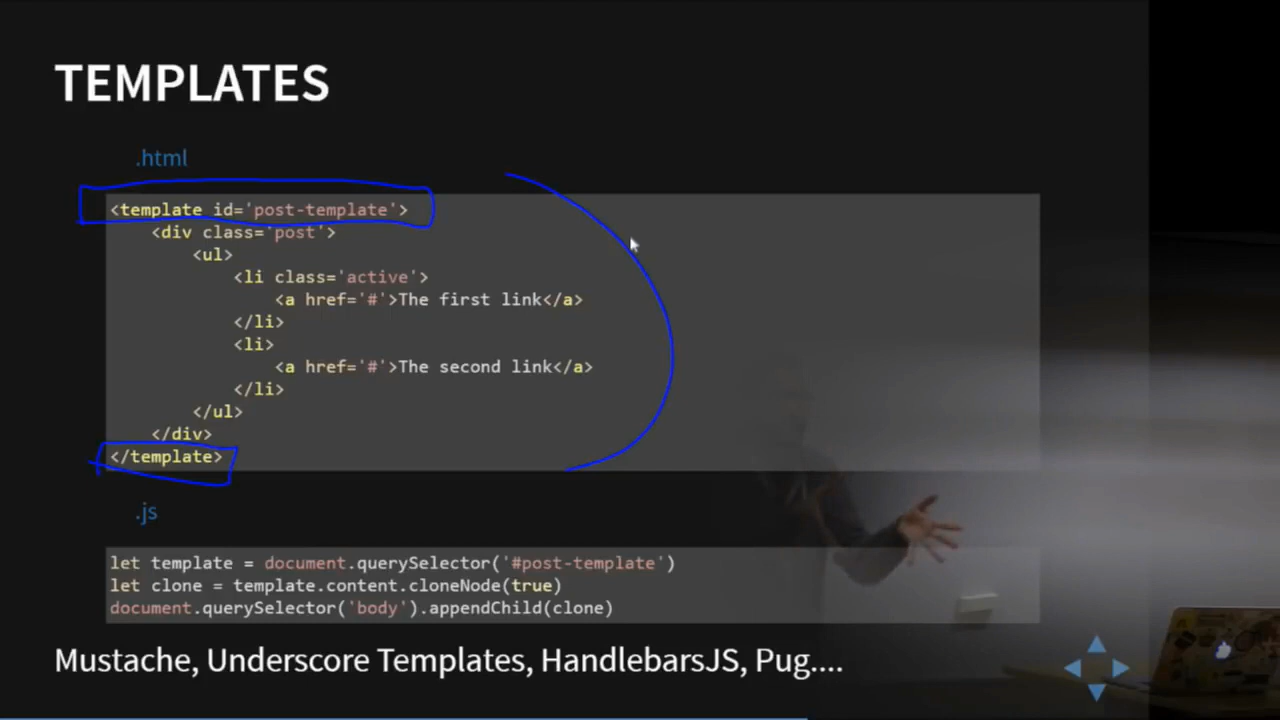 TEMPLATES
.html
<template id='post-template'>
<div class='post'>
<ul>
<li class='active'>
<a href='#'>The first link</a>
</li>
<li>
<a href='#'>The second link</a>
</li>
</ul>
</div>
</template>
.js
let template = document.querySelector('#post-template')
let clone = template.content.cloneNode(true)
document.querySelector('body').appendChild(clone)
Mustache, Underscore Templates, HandlebarsJS, Pug....